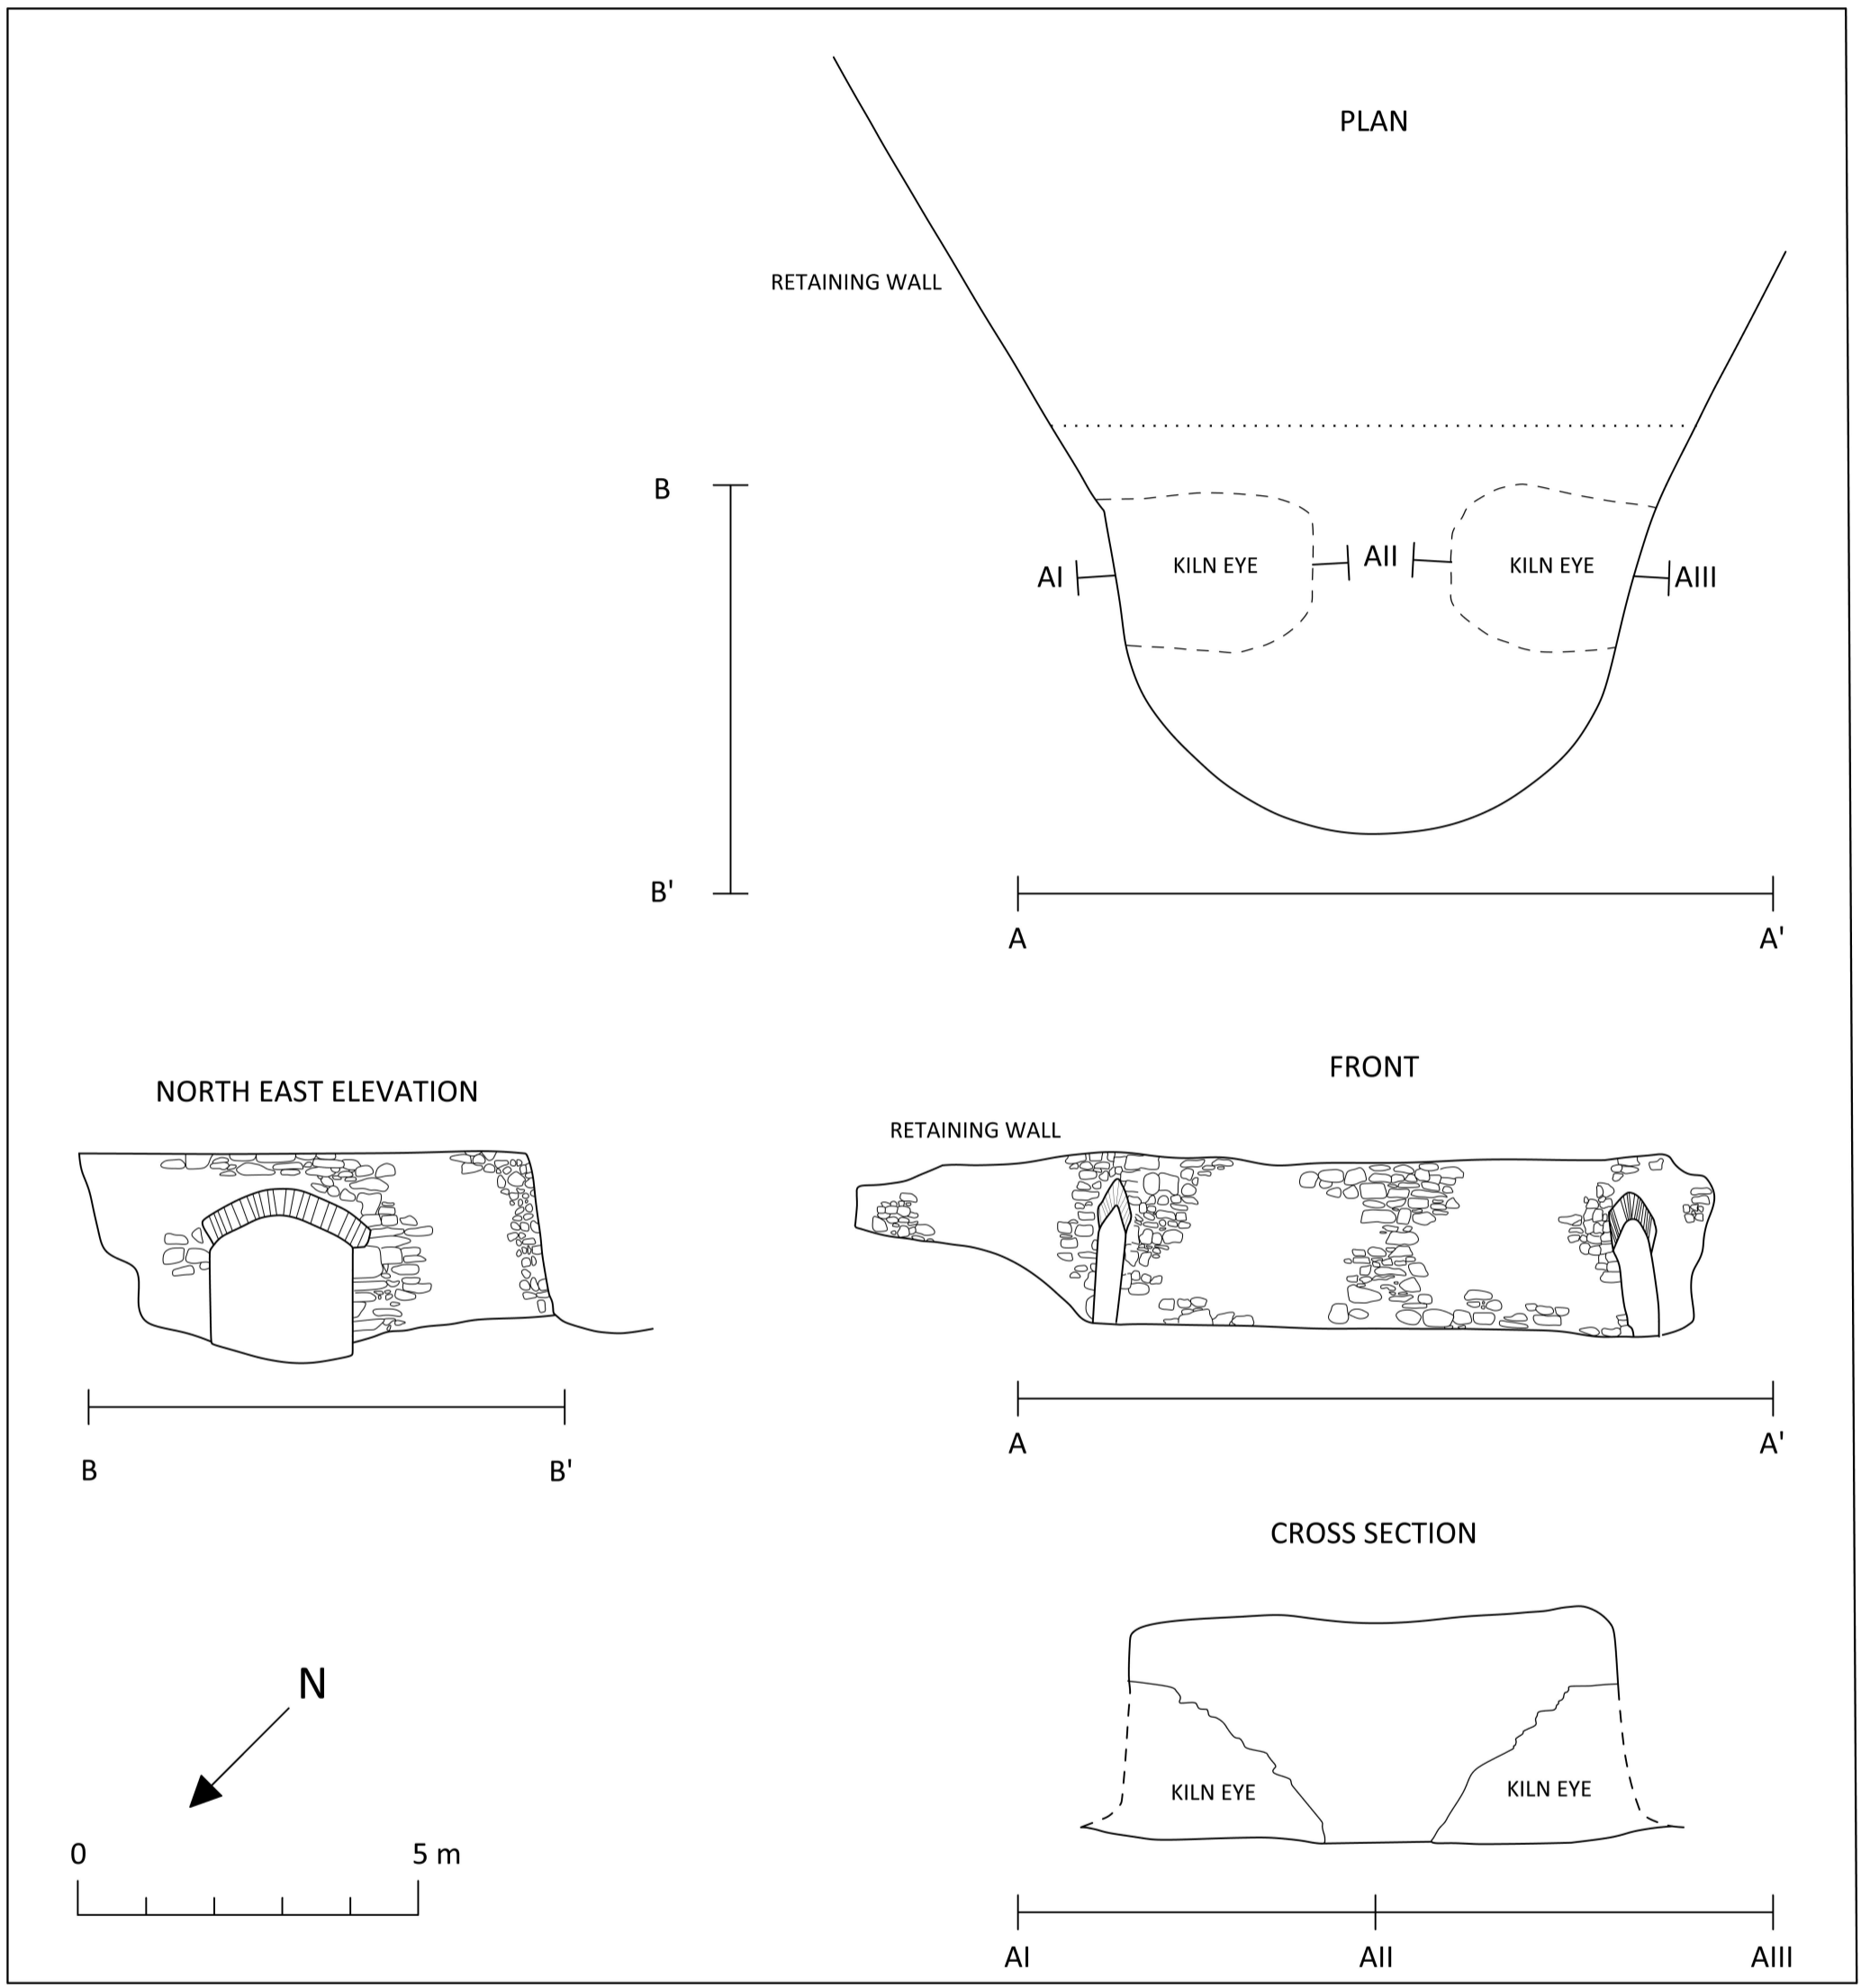 PLAN
RETAINING WALL
B
KILN EYE
AII
KILN EYE
AI
AIII
B'
A
A'
FRONT
NORTH EAST ELEVATION
RETAINING WALL
A
A'
B
B'
CROSS SECTION
N
KILN EYE
KILN EYE
0
5 m
AI
AII
AIII